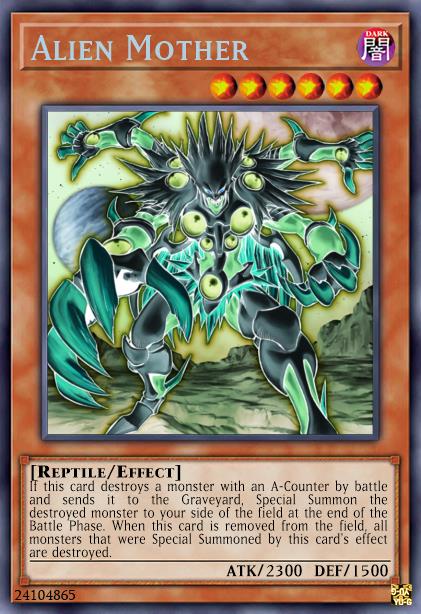 Alien Mother
DARK
闇
[Reptile/Effect]
If this card destroys a monster with an A-Counter by battle
and sends it to the Graveyard, Special Summon the
destroyed monster to your side of the field at the end of the
Battle Phase. When this card is removed from the field, all
monsters that were Special Summoned by this card's effect
are destroyed.
ATK/2300 DEF/1500
24104865